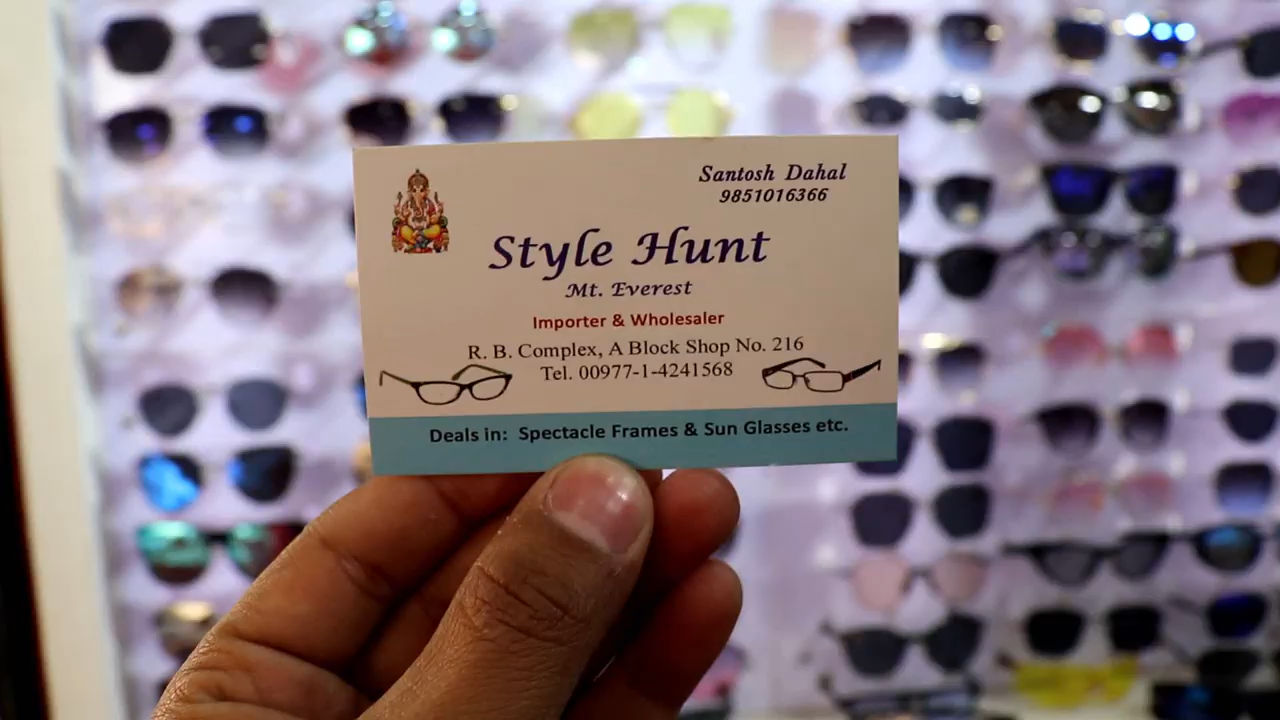 Santosh Dahal
9851016366
Style Hunt
Mt. Everest
Importer & Wholesaler
R. B. Complex, A Block Shop No. 216
Tel. 00977-1-4241568
Deals in: Spectacle Frames & Sun Glasses etc.